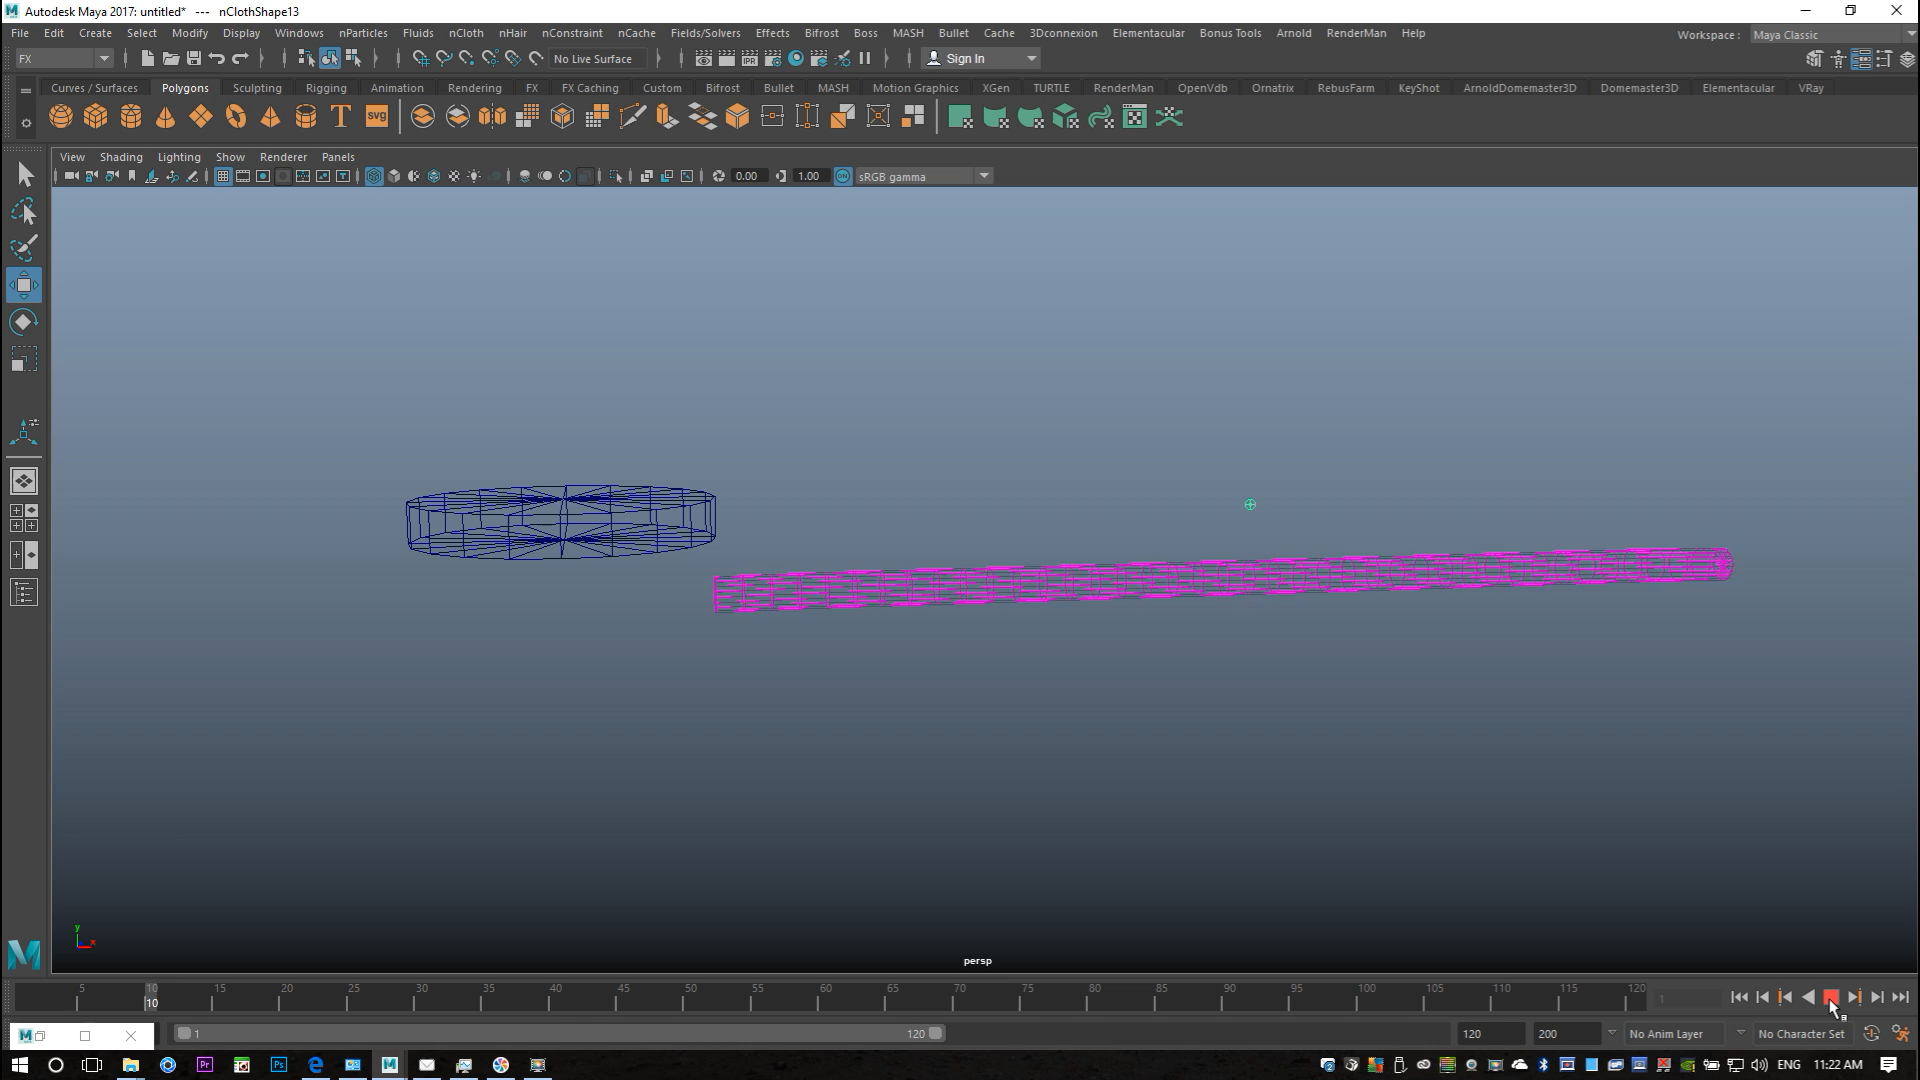 Autodesk Maya 2017: untitled* --- nClothShape13
File Edit Create Select Modify Display Windows nParticles Fluids nCloth nHair nConstraint nCache Fields/Solvers Effects Bifrost Boss MASH Bullet Cache 3Dconnexion Elementacular Bonus Tools Arnold RenderMan Help Workspace : Maya Classic
FX No Live Surface IPR Sign In
Curves / Surfaces Polygons Sculpting Rigging Animation Rendering FX FX Caching Custom Bifrost Bullet MASH Motion Graphics XGen TURTLE RenderMan OpenVdb Ornatrix RebusFarm KeyShot ArnoldDomemaster3D Domemaster3D Elementacular VRay
T svg
View Shading Lighting Show Renderer Panels
0.00 1.00 ON sRGB gamma
y
x
persp
5 10 15 20 25 30 35 40 45 50 55 60 65 70 75 80 85 90 95 100 105 110 115 120
10 1
1 120 120 200 No Anim Layer No Character Set
Pr Ps ENG 11:22 AM